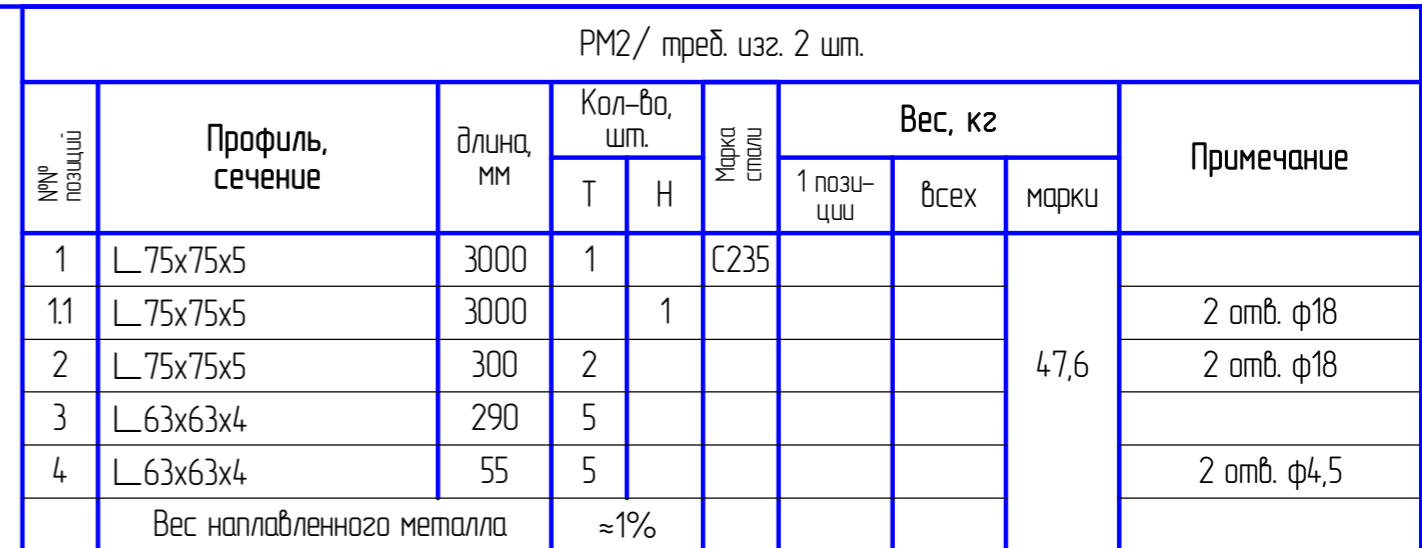 РМ2/ треб. изг. 2 шт.
№№ позиций
Профиль, сечение
длина, мм
Кол-во, шт.
Т
Н
Марка стали
Вес, кг
1 пози-
ции
всех
марки
Примечание
1 ∟75х75х5 3000 1 С235
1.1 ∟75х75х5 3000 1 2 отв. ф18
2 ∟75х75х5 300 2 47,6 2 отв. ф18
3 ∟63х63х4 290 5
4 ∟63х63х4 55 5 2 отв. ф4,5
Вес наплавленного металла ≈1%